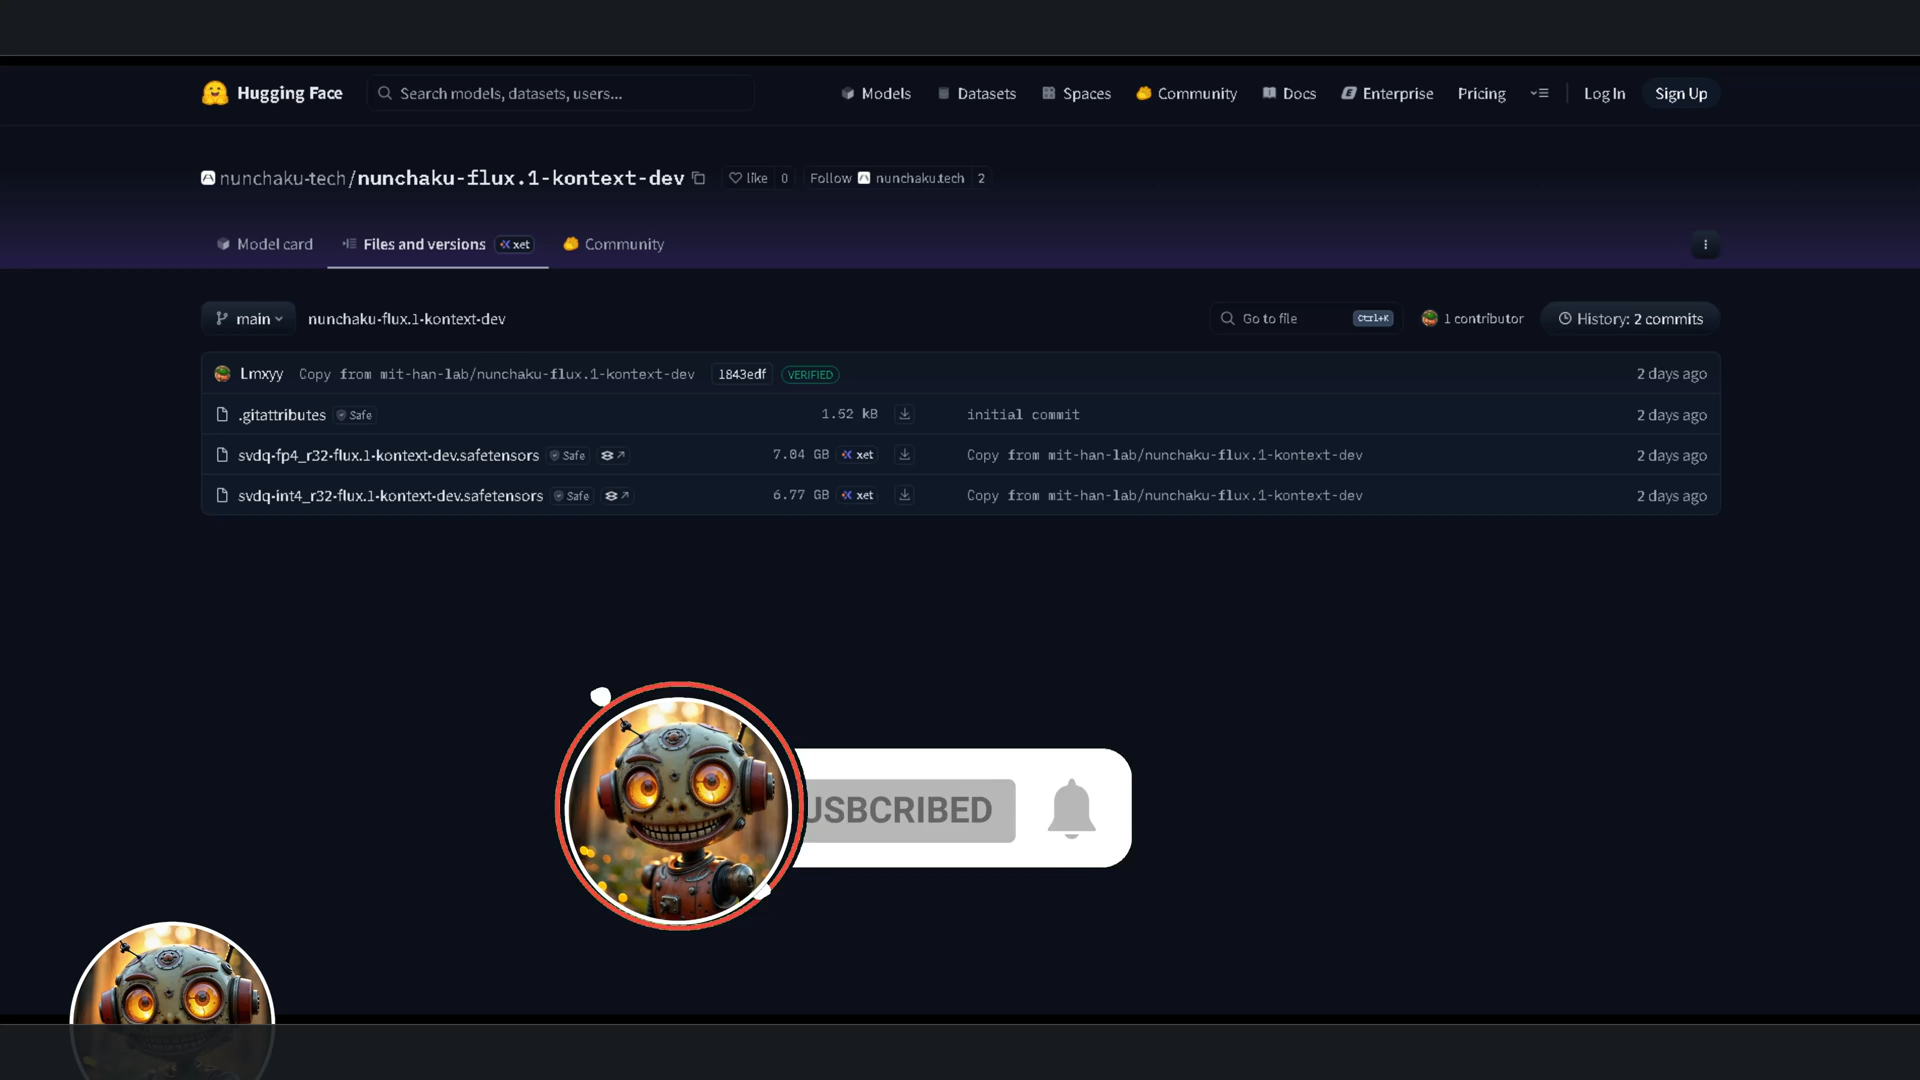 Hugging Face Search models, datasets, users... Models Datasets Spaces Community Docs Enterprise Pricing Log In Sign Up
nunchaku-tech/nunchaku-flux.1-kontext-dev like 0 Follow nunchaku.tech 2
Model card Files and versions xet Community
main nunchaku-flux.1-kontext-dev Go to file Ctrl+K 1 contributor History: 2 commits
Lmxyy Copy from mit-han-lab/nunchaku-flux.1-kontext-dev 1843edf VERIFIED 2 days ago
.gitattributes Safe 1.52 kB initial commit 2 days ago
svdq-fp4_r32-flux.1-kontext-dev.safetensors Safe 7.04 GB xet Copy from mit-han-lab/nunchaku-flux.1-kontext-dev 2 days ago
svdq-int4_r32-flux.1-kontext-dev.safetensors Safe 6.77 GB xet Copy from mit-han-lab/nunchaku-flux.1-kontext-dev 2 days ago
USBCRIBED